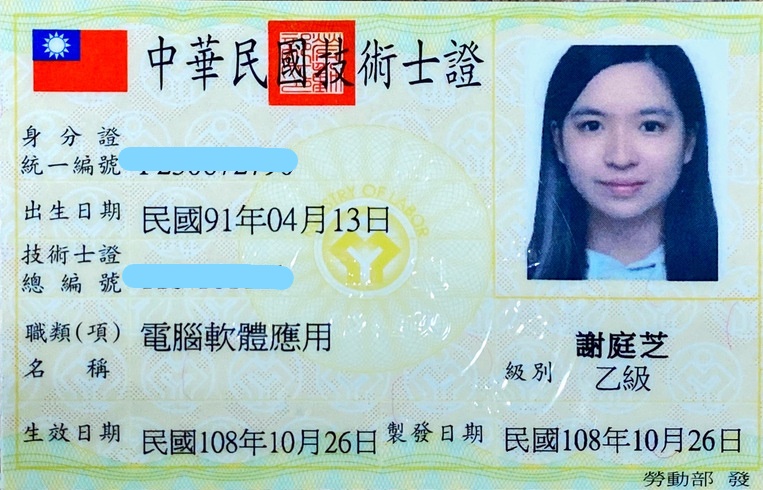 中華民國技術士證
身分證
統一編號
出生日期 民國91年04月13日
技術士證
總編號
職類(項) 電腦軟體應用
名稱
謝庭芝
級別 乙級
生效日期 民國108年10月26日 製發日期 民國108年10月26日
勞動部 發
MINISTRY OF LABOR